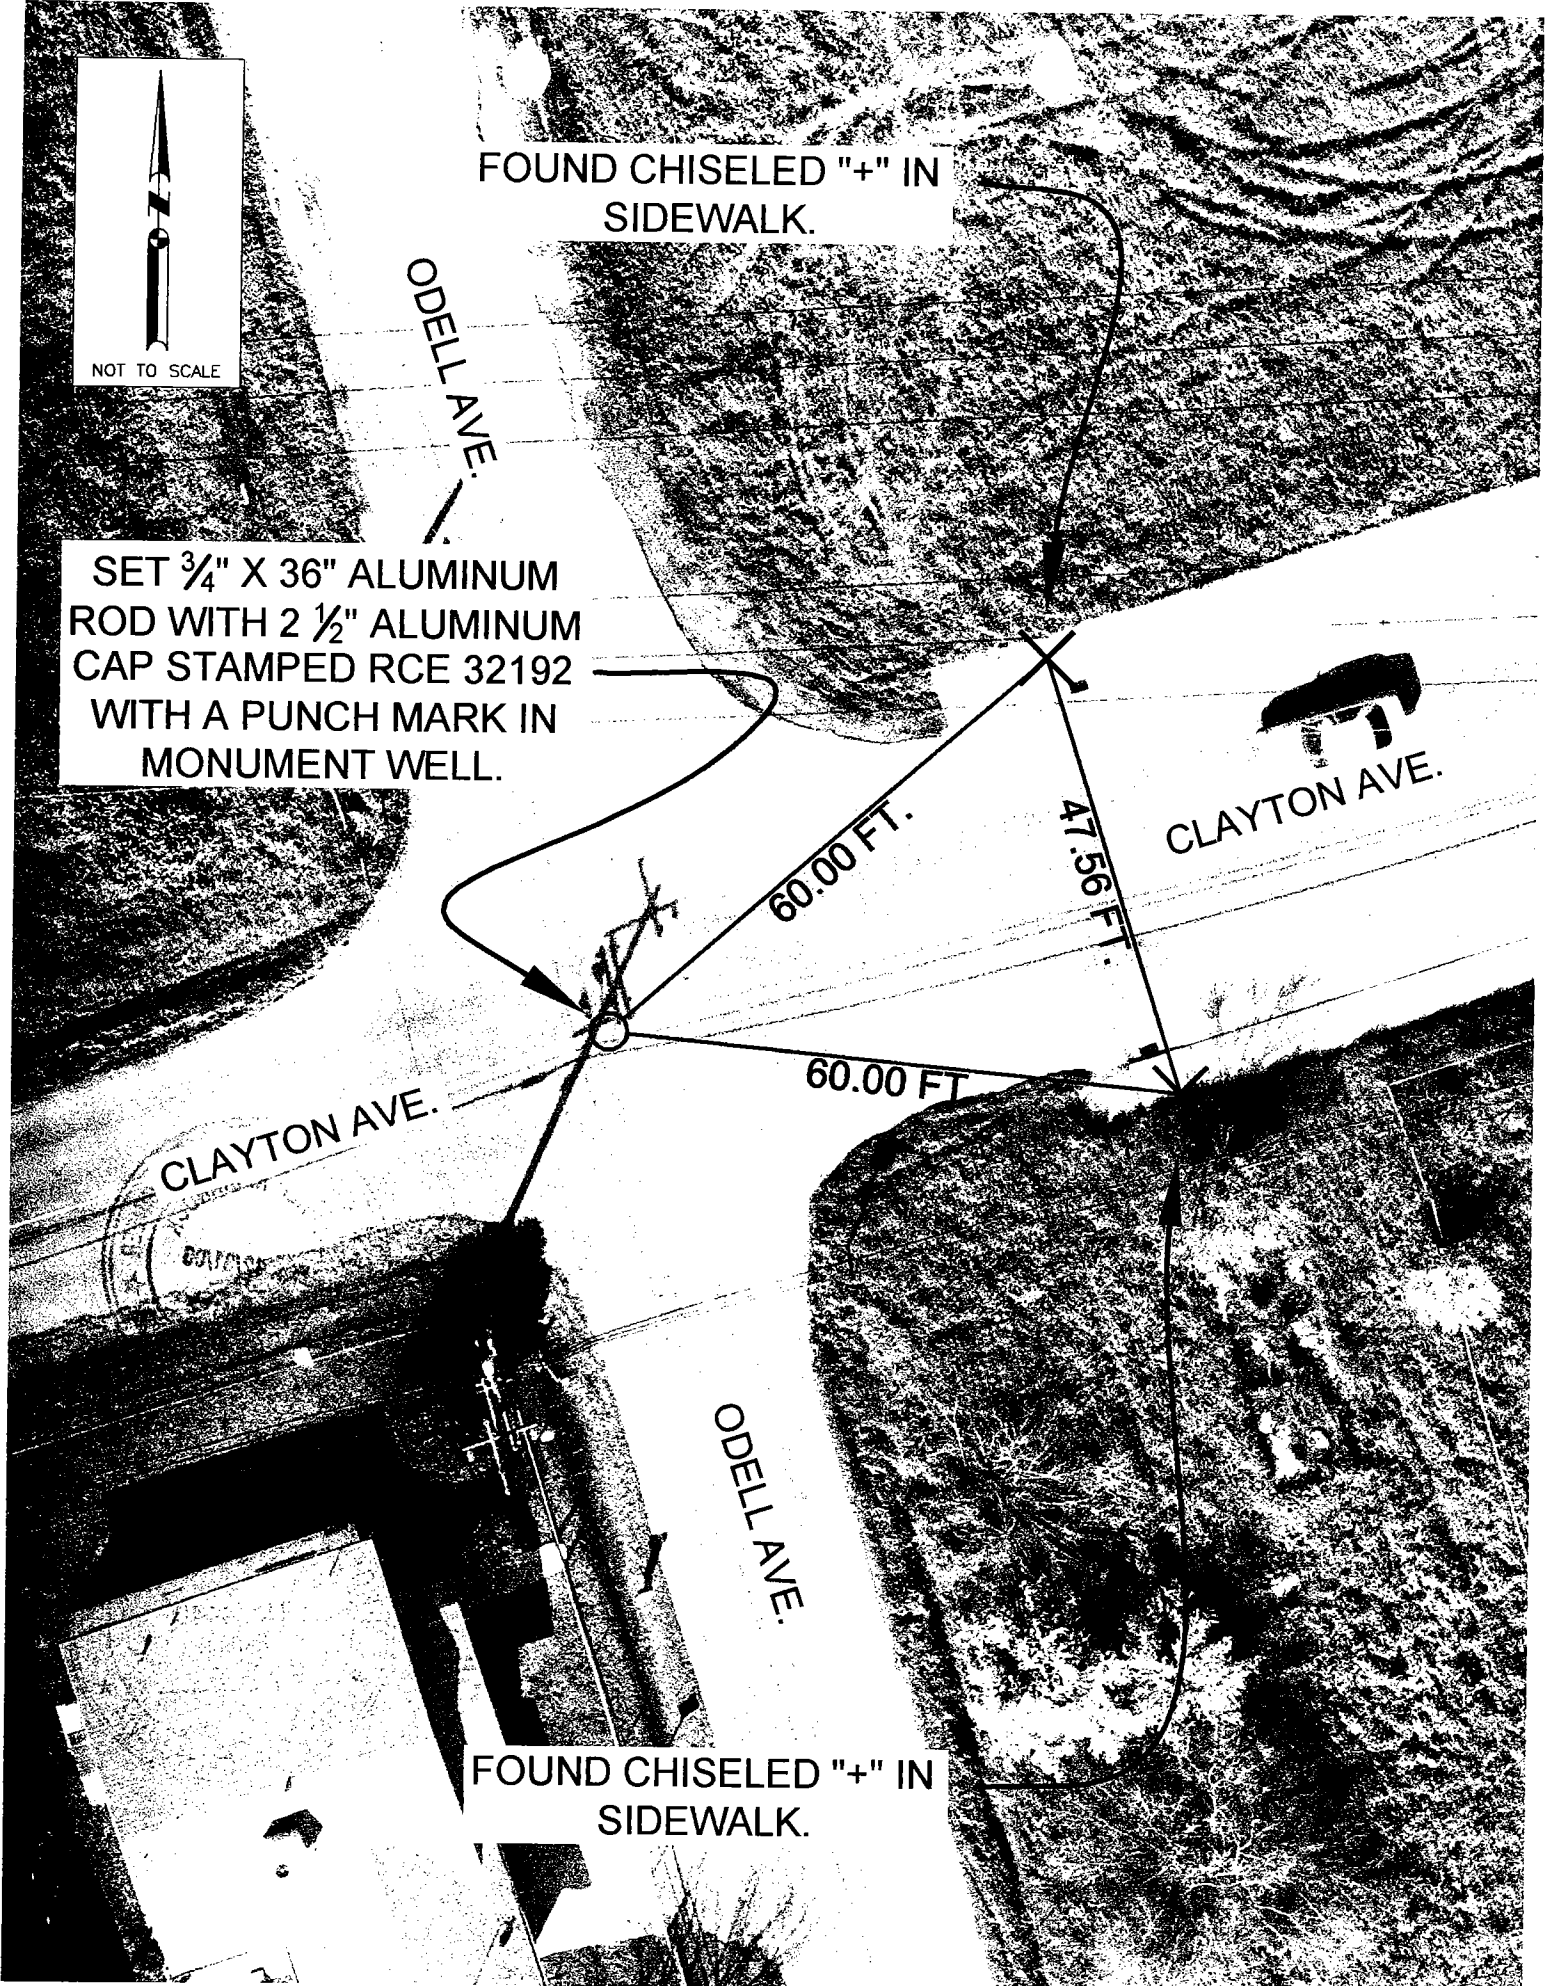 FOUND CHISELED "+" IN
SIDEWALK.
ODELL AVE.
NOT TO SCALE
SET ¾" X 36" ALUMINUM
ROD WITH 2 ½" ALUMINUM
CAP STAMPED RCE 32192
WITH A PUNCH MARK IN
MONUMENT WELL.
60.00 FT.
47.56 FT.
CLAYTON AVE.
60.00 FT
CLAYTON AVE.
ODELL AVE.
FOUND CHISELED "+" IN
SIDEWALK.